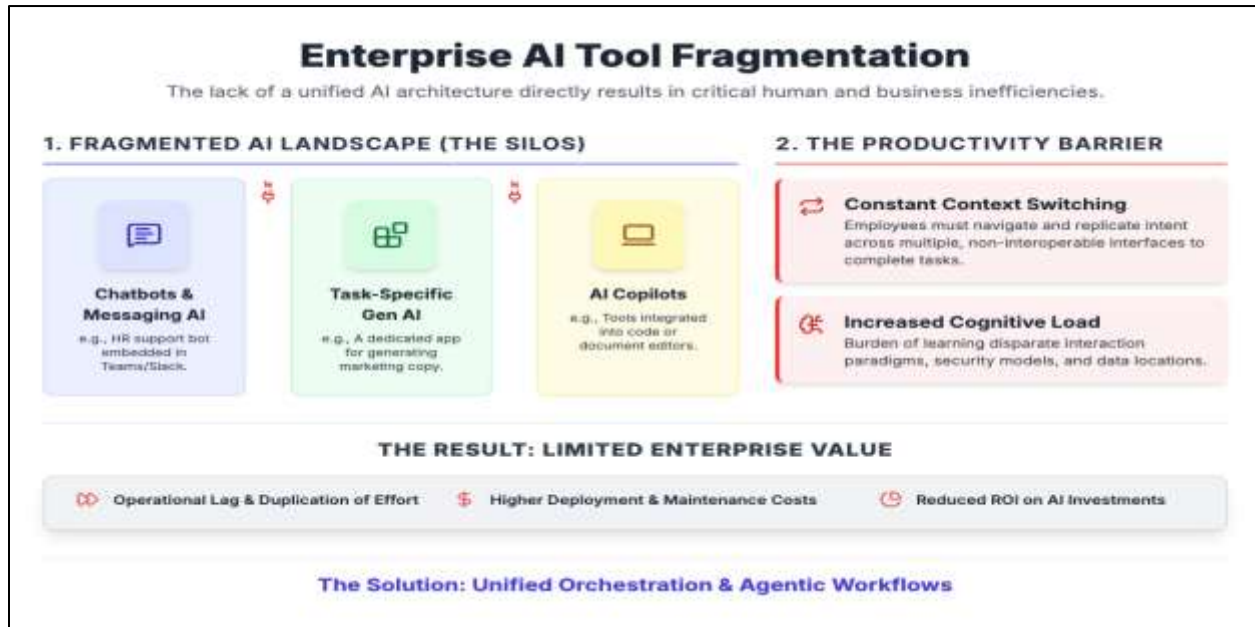 Enterprise AI Tool Fragmentation
The lack of a unified AI architecture directly results in critical human and business inefficiencies.
1. FRAGMENTED AI LANDSCAPE (THE SILOS)
Chatbots &
Messaging AI
e.g., HR support bot
embedded in
Teams/Slack.
Task-Specific
Gen AI
e.g., A dedicated app
for generating
marketing copy.
AI Copilots
e.g., Tools integrated
into code or
document editors.
2. THE PRODUCTIVITY BARRIER
Constant Context Switching
Employees must navigate and replicate intent
across multiple, non-interoperable interfaces to
complete tasks.
Increased Cognitive Load
Burden of learning disparate interaction
paradigms, security models, and data locations.
THE RESULT: LIMITED ENTERPRISE VALUE
Operational Lag & Duplication of Effort
$ Higher Deployment & Maintenance Costs
Reduced ROI on AI Investments
The Solution: Unified Orchestration & Agentic Workflows